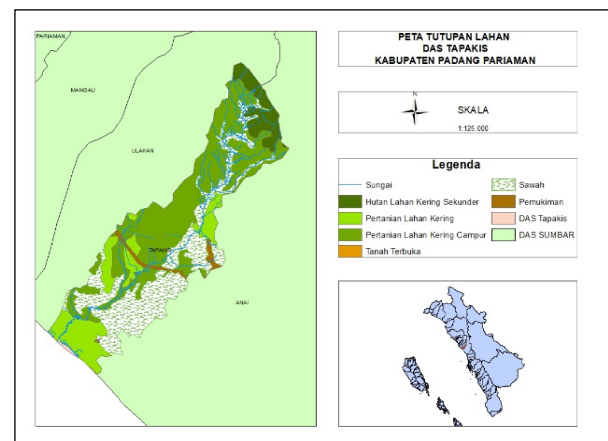 PARIAMAN
MANGAU
ULAKAN
TAPAKIS
ANAI
PETA TUTUPAN LAHAN
DAS TAPAKIS
KABUPATEN PADANG PARIAMAN
N
SKALA
1:125.000
Legenda
Sungai
Hutan Lahan Kering Sekunder
Pertanian Lahan Kering
Pertanian Lahan Kering Campur
Tanah Terbuka
Sawah
Pemukiman
DAS Tapakis
DAS SUMBAR